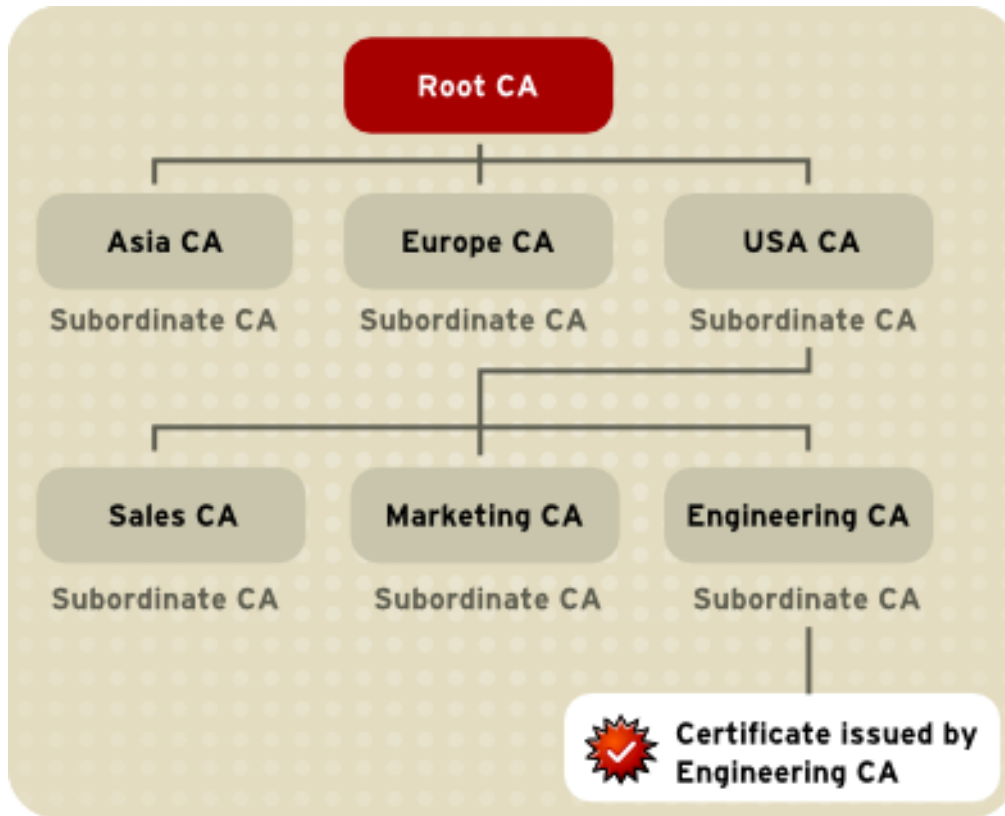 Root CA
Asia CA
Europe CA
USA CA
Subordinate CA
Subordinate CA
Subordinate CA
Sales CA
Marketing CA
Engineering CA
Subordinate CA
Subordinate CA
Subordinate CA
Certificate issued by
Engineering CA